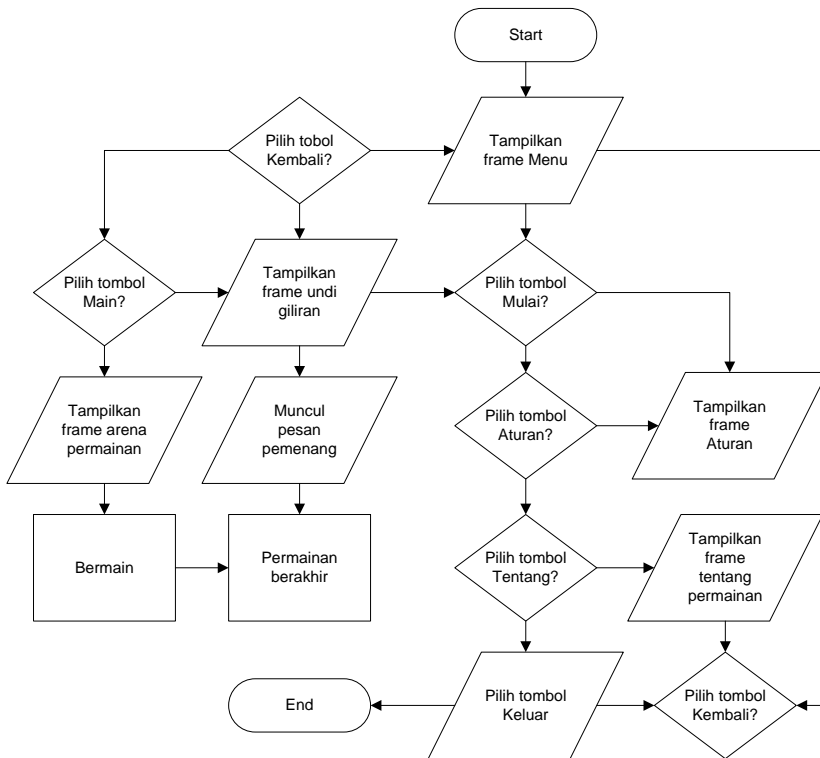 Start
Pilih tobol
Kembali?
Tampilkan
frame Menu
Pilih tombol
Main?
Tampilkan
frame undi
giliran
Pilih tombol
Mulai?
Tampilkan
frame arena
permainan
Muncul
pesan
pemenang
Pilih tombol
Aturan?
Tampilkan
frame
Aturan
Bermain
Permainan
berakhir
Pilih tombol
Tentang?
Tampilkan
frame
tentang
permainan
End
Pilih tombol
Keluar
Pilih tombol
Kembali?